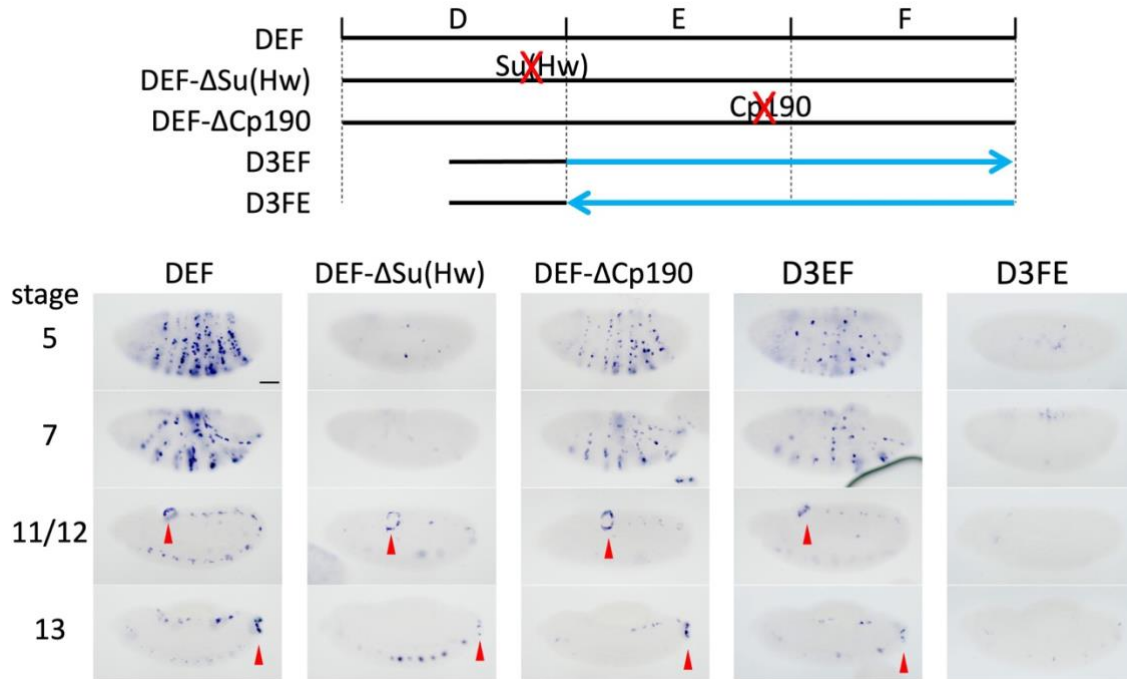 D E F
DEF
Su(Hw)
DEF-ΔSu(Hw)
Cp190
DEF-ΔCp190
D3EF
D3FE
DEF DEF-ΔSu(Hw) DEF-ΔCp190 D3EF D3FE
stage
5
7
11/12
13